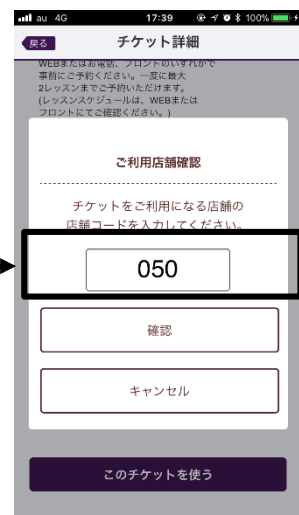 au 4G 17:39 100%
戻る チケット詳細
WEBまたはお電話、フロントのいずれかで
事前にご予約ください。一度に最大
2レッスンまでご予約いただけます。
(レッスンスケジュールは、WEBまたは
フロントにてご確認ください。)
ご利用店舗確認
チケットをご利用になる店舗の
店舗コードを入力してください。
050
確認
キャンセル
このチケットを使う